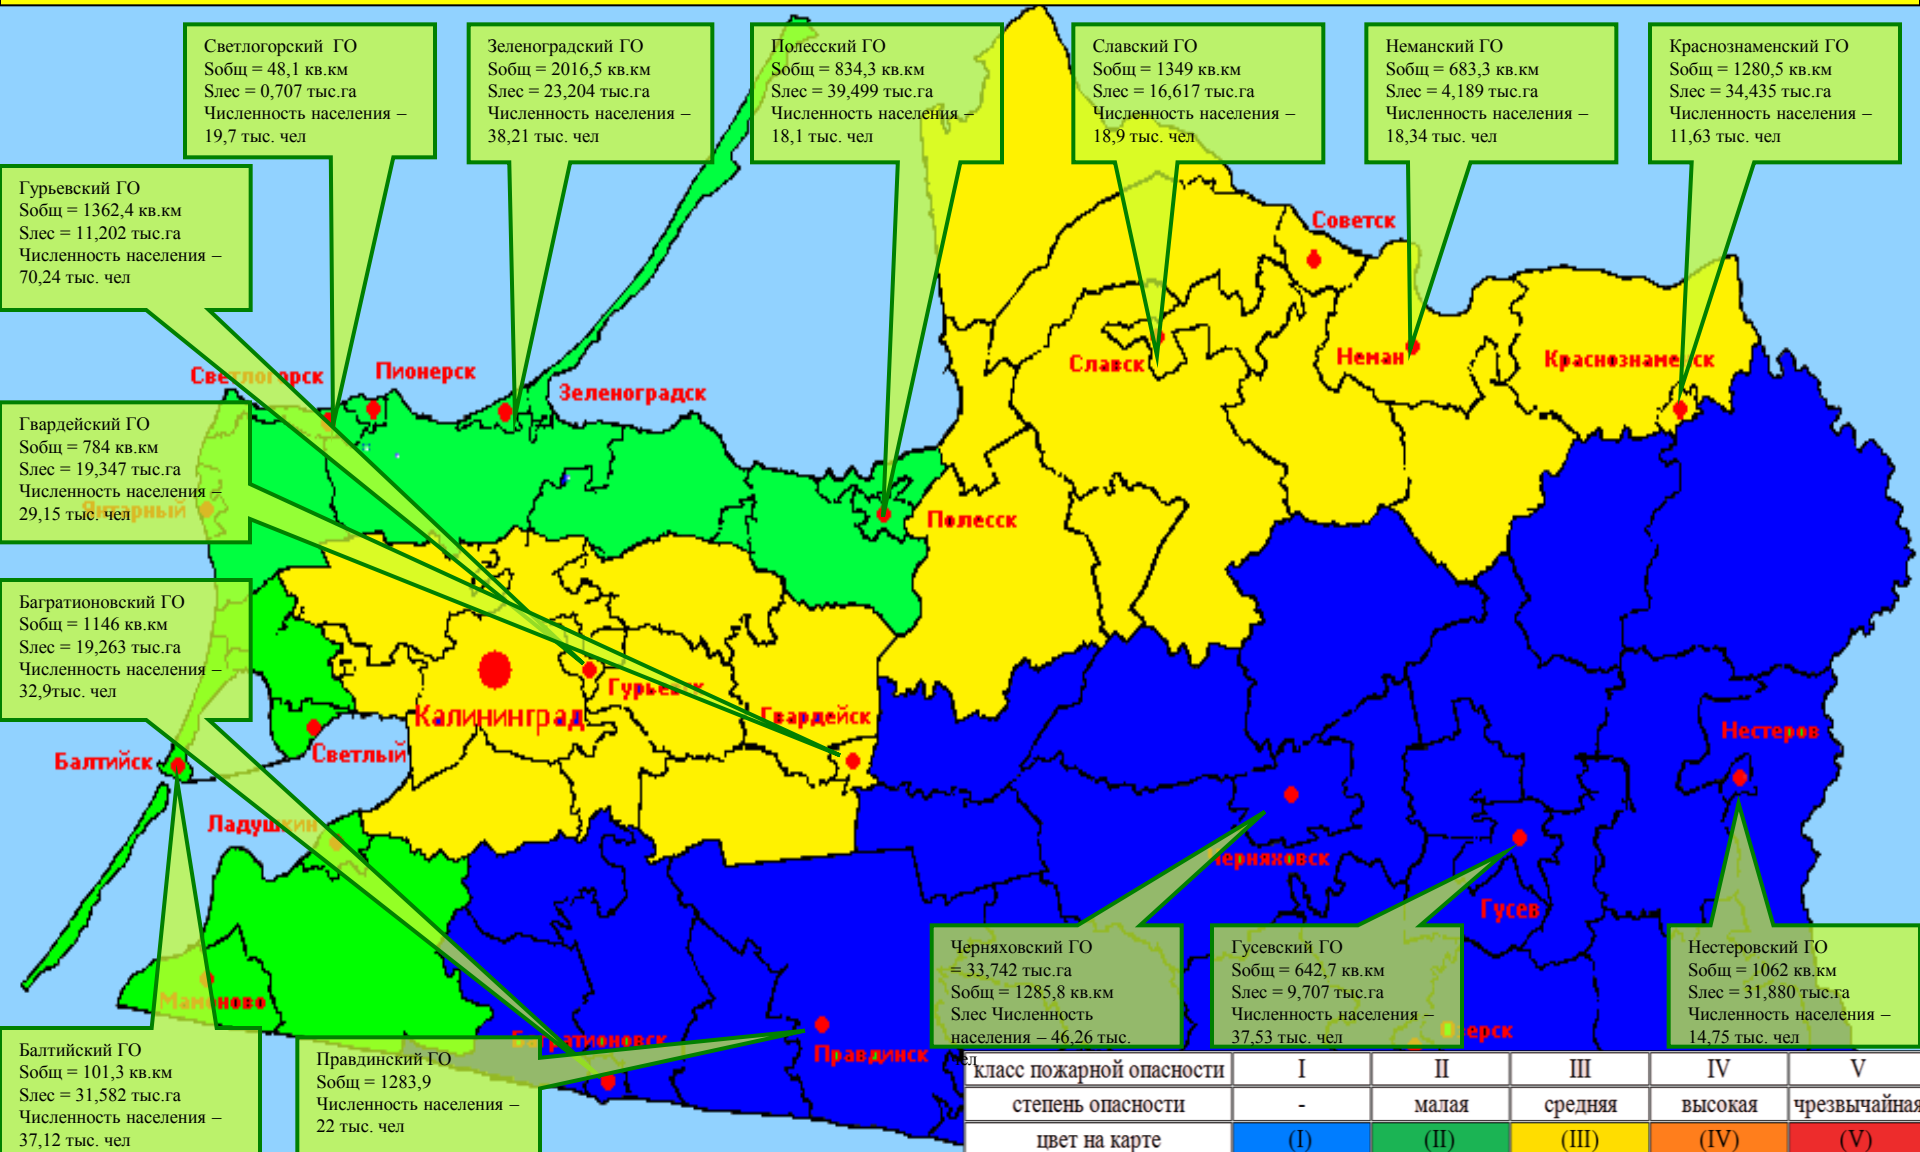 Светлогорский ГО
Sобщ = 48,1 кв.км
Sлес = 0,707 тыс.га
Численность населения –
19,7 тыс. чел
Зеленоградский ГО
Sобщ = 2016,5 кв.км
Sлес = 23,204 тыс.га
Численность населения –
38,21 тыс. чел
Полесский ГО
Sобщ = 834,3 кв.км
Sлес = 39,499 тыс.га
Численность населения –
18,1 тыс. чел
Славский ГО
Sобщ = 1349 кв.км
Sлес = 16,617 тыс.га
Численность населения –
18,9 тыс. чел
Неманский ГО
Sобщ = 683,3 кв.км
Sлес = 4,189 тыс.га
Численность населения –
18,34 тыс. чел
Краснознаменский ГО
Sобщ = 1280,5 кв.км
Sлес = 34,435 тыс.га
Численность населения –
11,63 тыс. чел
Гурьевский ГО
Sобщ = 1362,4 кв.км
Sлес = 11,202 тыс.га
Численность населения –
70,24 тыс. чел
Советск
Славск
Неман
Краснознаменск
Светлогорск
Пионерск
Зеленоградск
Гвардейский ГО
Sобщ = 784 кв.км
Sлес = 19,347 тыс.га
Численность населения –
29,15 тыс. чел
Янтарный
Полесск
Багратионовский ГО
Sобщ = 1146 кв.км
Sлес = 19,263 тыс.га
Численность населения –
32,9тыс. чел
Гурьевск
Калининград
Гвардейск
Нестеров
Светлый
Балтийск
Ладушкин
Черняховск
Гусев
Мамоново
Багратионовск
Правдинск
Черняховский ГО
= 33,742 тыс.га
Sобщ = 1285,8 кв.км
Sлес Численность
населения – 46,26 тыс.
чел
Гусевский ГО
Sобщ = 642,7 кв.км
Sлес = 9,707 тыс.га
Численность населения –
37,53 тыс. чел
Нестеровский ГО
Sобщ = 1062 кв.км
Sлес = 31,880 тыс.га
Численность населения –
14,75 тыс. чел
Балтийский ГО
Sобщ = 101,3 кв.км
Sлес = 31,582 тыс.га
Численность населения –
37,12 тыс. чел
Правдинский ГО
Sобщ = 1283,9
Численность населения –
22 тыс. чел
класс пожарной опасности I II III IV V
степень опасности - малая средняя высокая чрезвычайная
цвет на карте (I) (II) (III) (IV) (V)